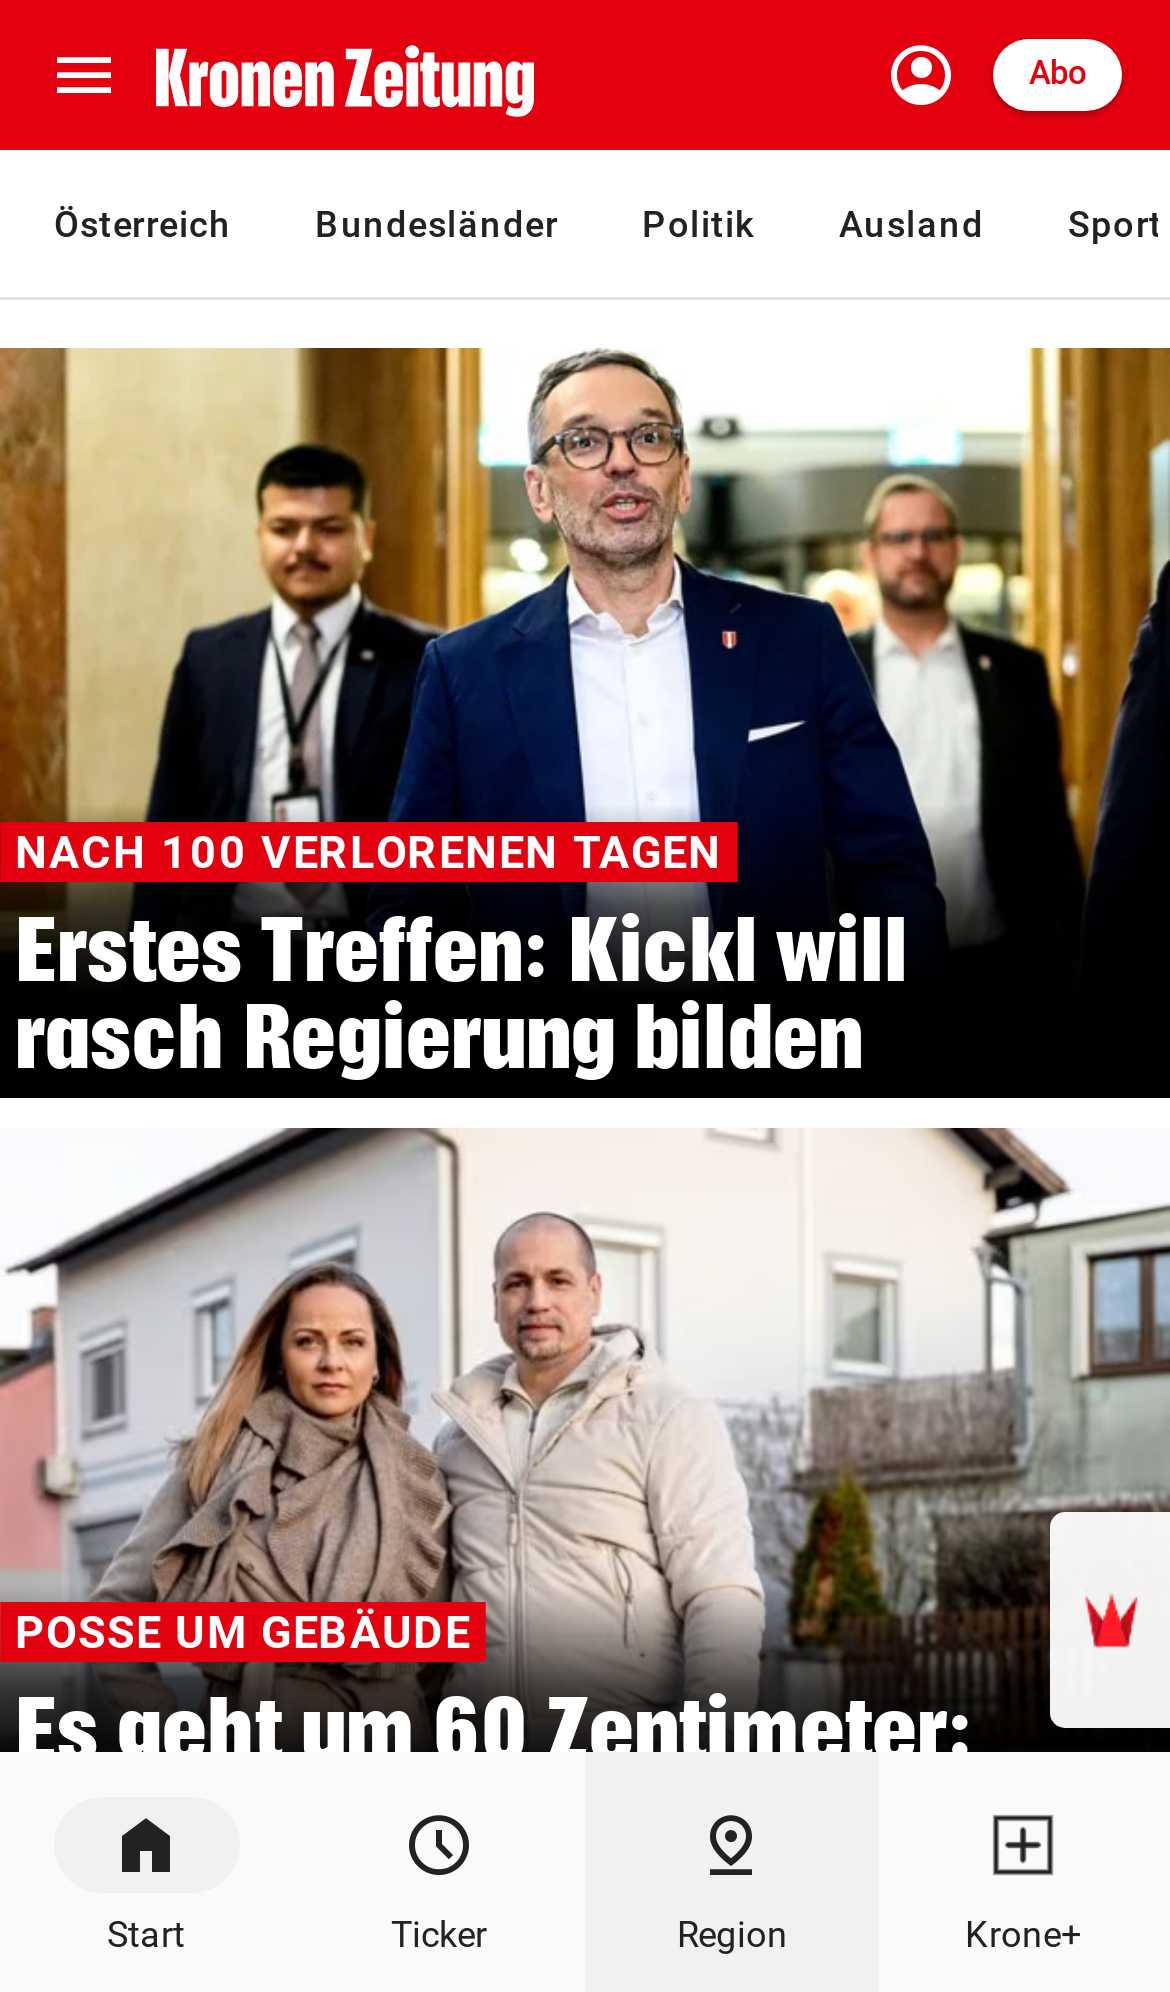 Kronen Zeitung
Abo
Österreich Bundesländer Politik Ausland Sport
NACH 100 VERLORENEN TAGEN
Erstes Treffen: Kickl will
rasch Regierung bilden
POSSE UM GEBÄUDE
Es geht um 60 Zentimeter:
Start Ticker Region Krone+